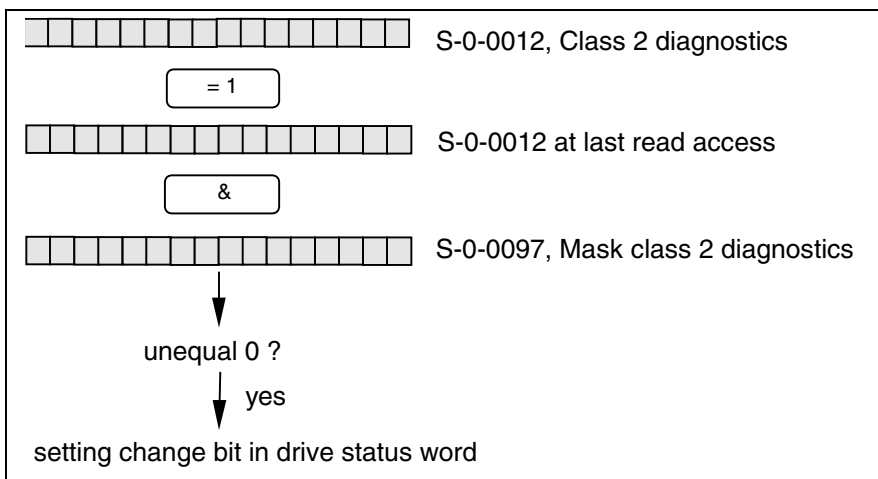 S-0-0012, Class 2 diagnostics
= 1
S-0-0012 at last read access
&
S-0-0097, Mask class 2 diagnostics
unequal 0 ?
yes
setting change bit in drive status word